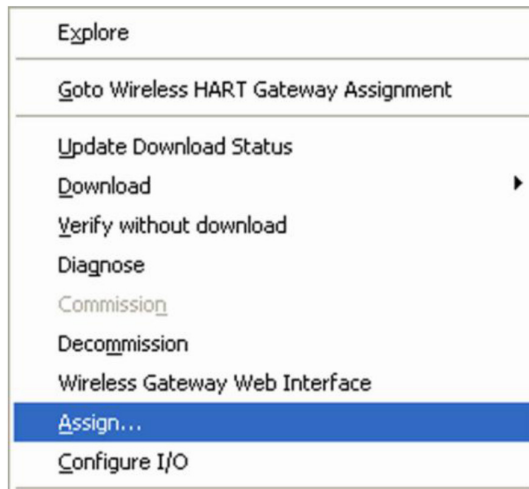 Explore
Goto Wireless HART Gateway Assignment
Update Download Status
Download
Verify without download
Diagnose
Commission
Decommission
Wireless Gateway Web Interface
Assign...
Configure I/O